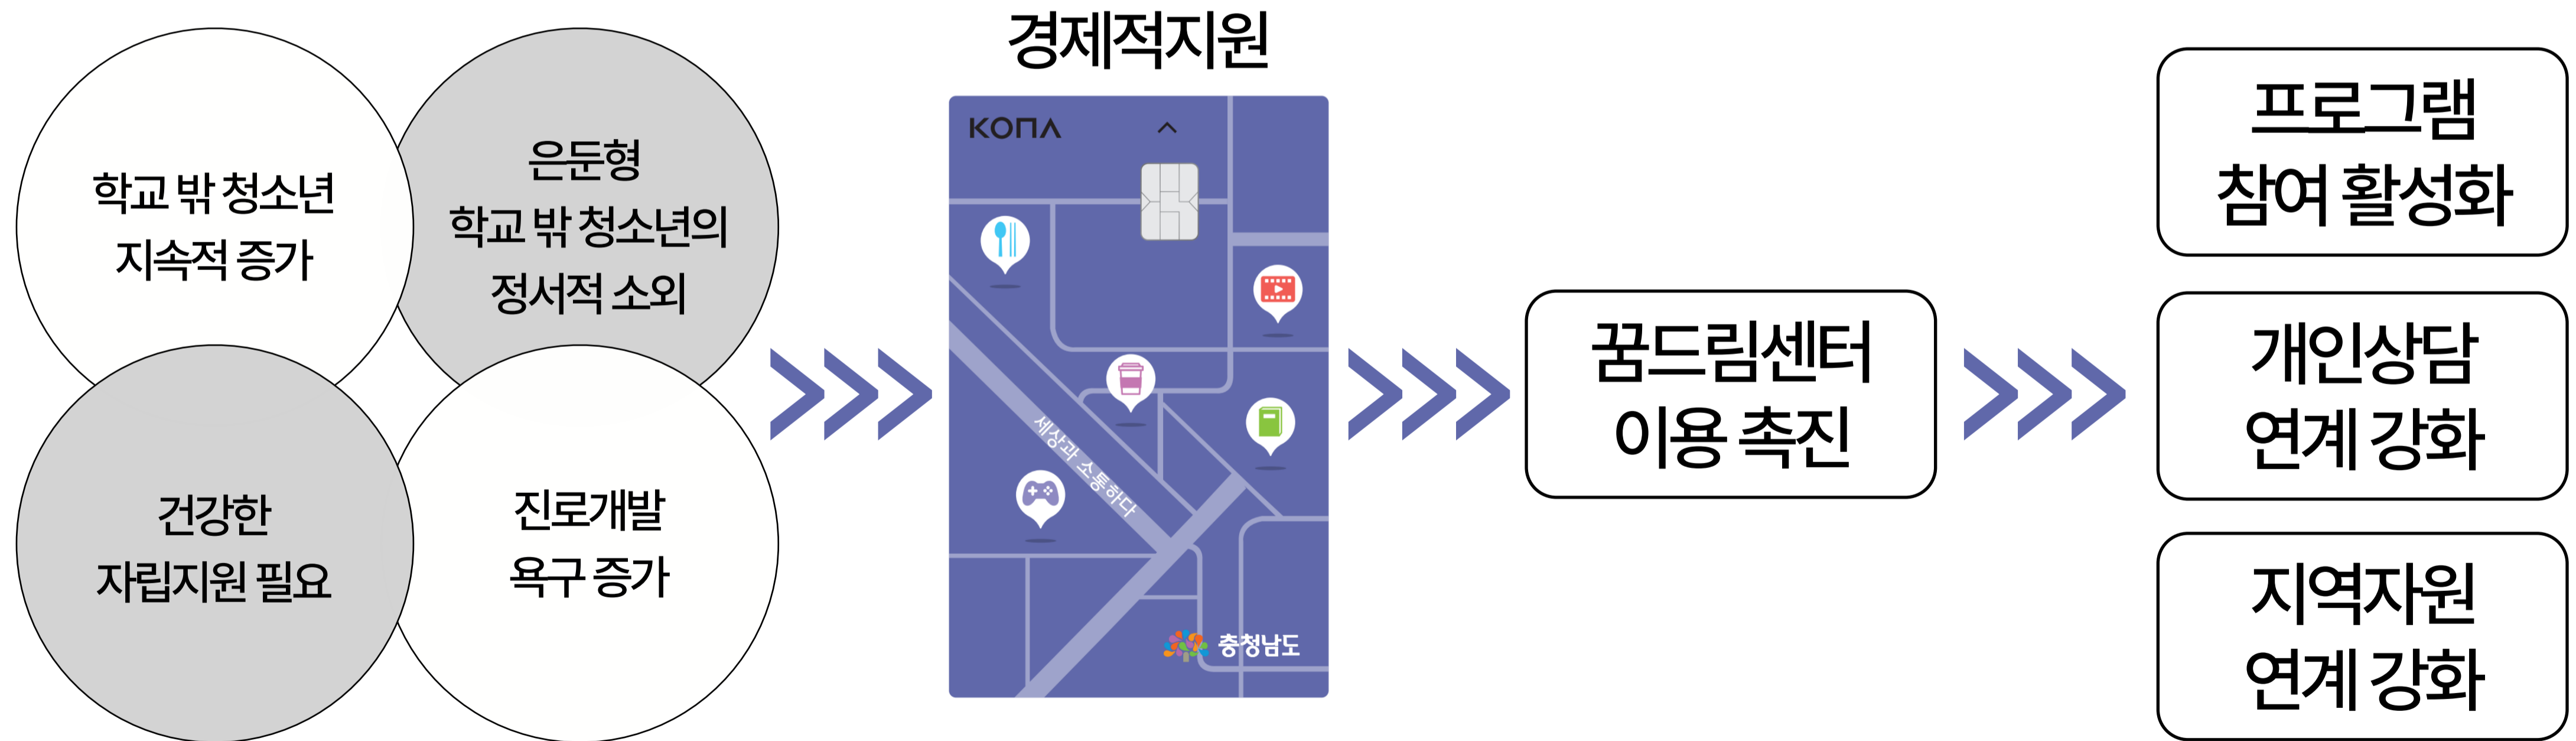 학교 밖 청소년
지속적 증가
은둔형
학교 밖 청소년의
정서적 소외
건강한
자립지원 필요
진로개발
욕구 증가
경제적지원
KONA
세상과 소통하다
충청남도
꿈드림센터
이용 촉진
프로그램
참여 활성화
개인상담
연계 강화
지역자원
연계 강화